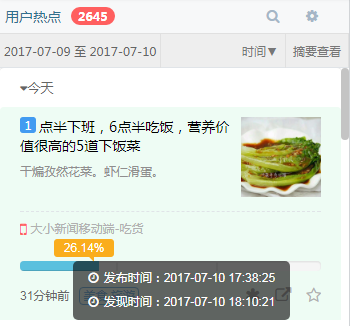 用户热点 2645
2017-07-09 至 2017-07-10 时间▼ 摘要查看
今天
1 点半下班，6点半吃饭，营养价
值很高的5道下饭菜
干煸孜然花菜。虾仁滑蛋。
大小新闻移动端-吃货
26.14%
发布时间：2017-07-10 17:38:25
31分钟前
发现时间：2017-07-10 18:10:21